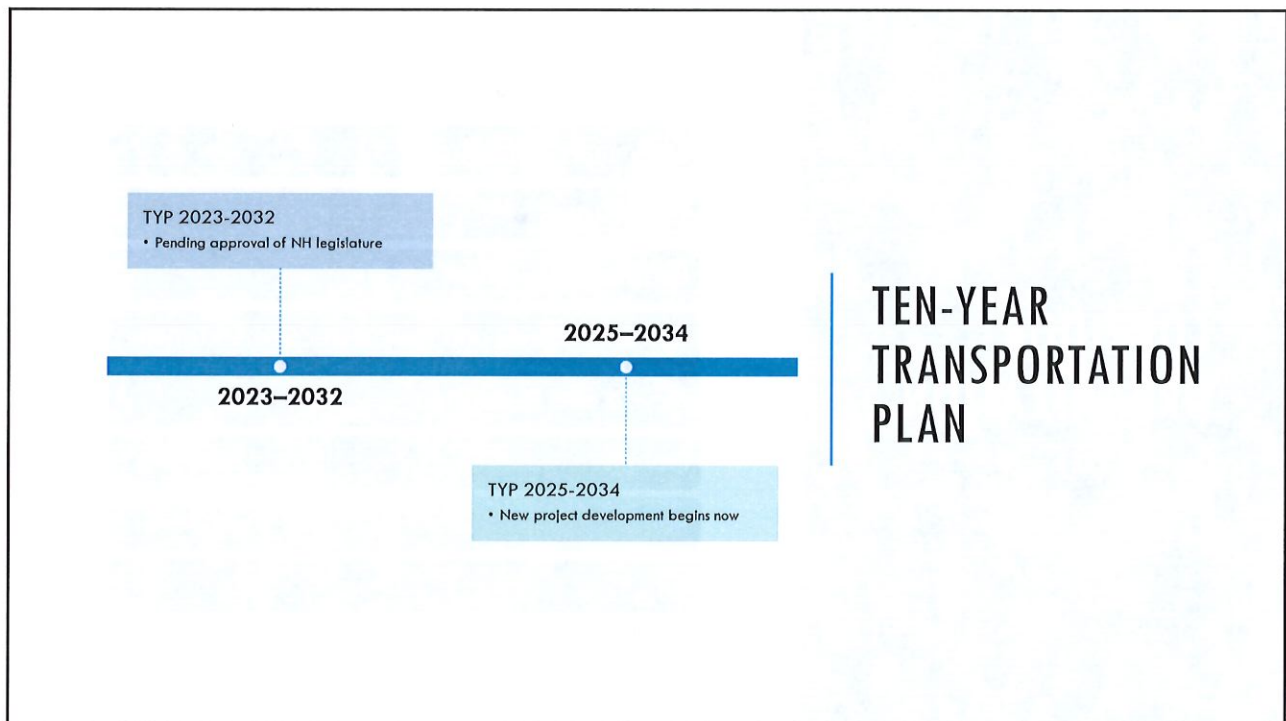 TYP 2023-2032
• Pending approval of NH legislature
2025–2034
2023–2032
TYP 2025-2034
• New project development begins now
TEN-YEAR
TRANSPORTATION
PLAN